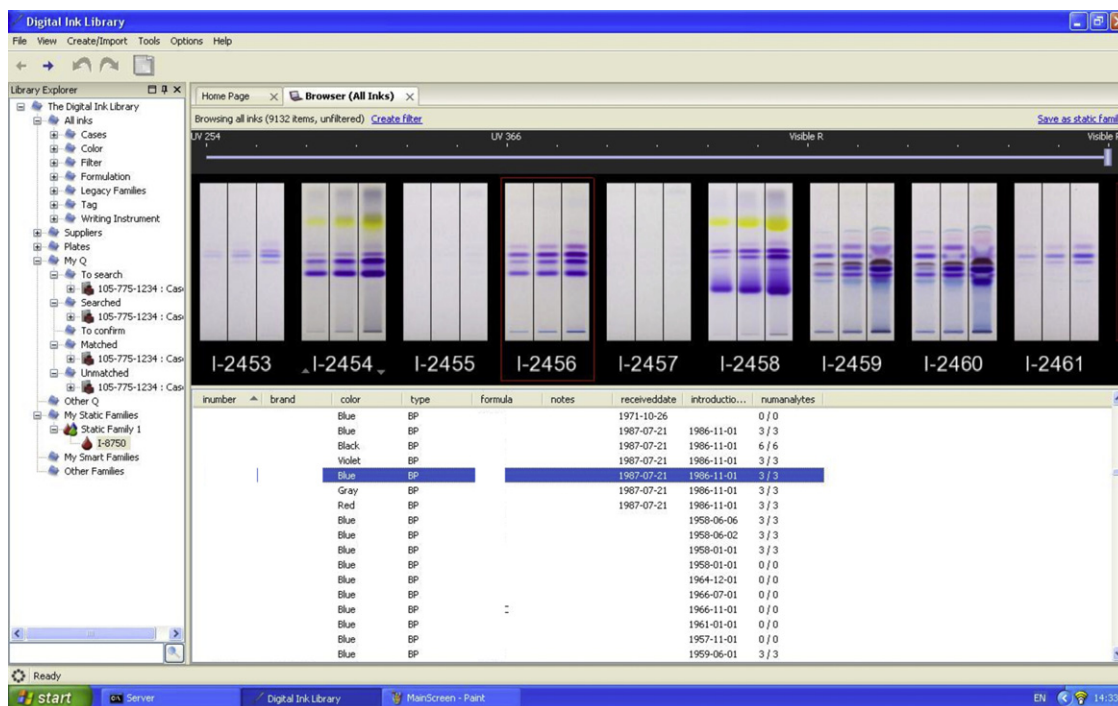 Digital Ink Library
File View Create/Import Tools Options Help
Library Explorer
Home Page
Browser (All Inks)
Browsing all inks (9132 items, unfiltered) Create filter
Save as static famil
The Digital Ink Library
All inks
Cases
Color
Filter
Formulation
Legacy Families
Tag
Writing Instrument
Suppliers
Plates
My Q
To search
105-775-1234 : Cas
Searched
105-775-1234 : Cas
To confirm
Matched
105-775-1234 : Cas
Unmatched
105-775-1234 : Cas
Other Q
My Static Families
Static Family 1
I-8750
My Smart Families
Other Families
UV 254 UV 366 Visible R Visible
I-2453 I-2454 I-2455 I-2456 I-2457 I-2458 I-2459 I-2460 I-2461
inumber brand color type formula notes receiveddate introductio... numanalytes
Blue BP 1971-10-26 0 / 0
Blue BP 1987-07-21 1986-11-01 3 / 3
Black BP 1987-07-21 1986-11-01 6 / 6
Violet BP 1987-07-21 1986-11-01 3 / 3
Blue BP 1987-07-21 1986-11-01 3 / 3
Gray BP 1987-07-21 1986-11-01 3 / 3
Red BP 1987-07-21 1986-11-01 3 / 3
Blue BP 1958-06-06 3 / 3
Blue BP 1958-06-02 3 / 3
Blue BP 1958-01-01 3 / 3
Blue BP 1958-01-01 0 / 0
Blue BP 1964-12-01 0 / 0
Blue BP 1966-07-01 0 / 0
Blue BP 1966-11-01 0 / 0
Blue BP 1961-01-01 0 / 0
Blue BP 1957-11-01 0 / 0
Blue BP 1959-06-01 3 / 3
Ready
start Server Digital Ink Library MainScreen - Paint EN 14:33